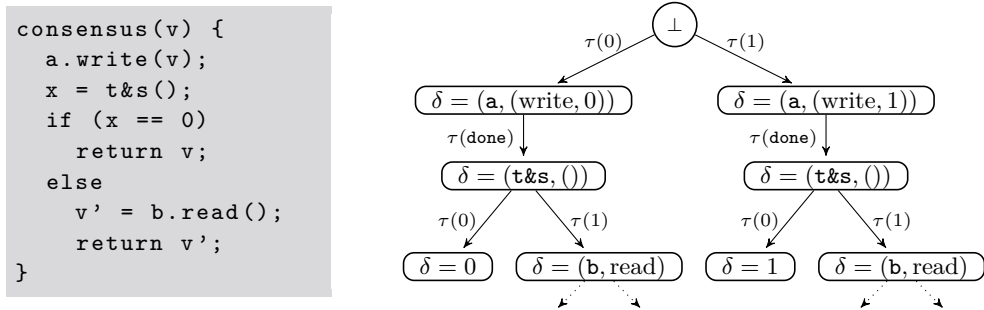 consensus(v) {
a.write(v);
x = t&s();
if (x == 0)
return v;
else
v' = b.read();
return v';
}
⊥
τ(0) τ(1)
δ = (a, (write, 0)) δ = (a, (write, 1))
τ(done) τ(done)
δ = (t&s, ()) δ = (t&s, ())
τ(0) τ(1) τ(0) τ(1)
δ = 0 δ = (b, read) δ = 1 δ = (b, read)